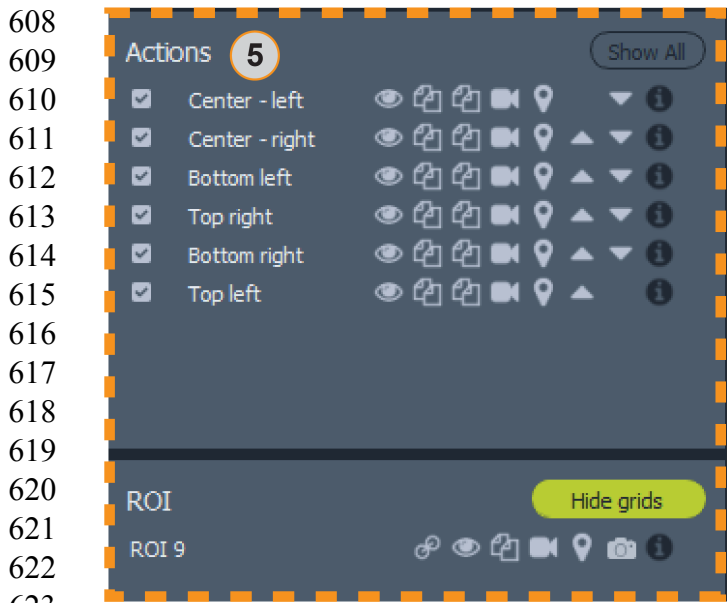 608
609
Actions 5 Show All
610
Center - left
611
Center - right
612
Bottom left
613
Top right
614
Bottom right
615
Top left
616
617
618
619
620
ROI Hide grids
621
ROI 9
622
623